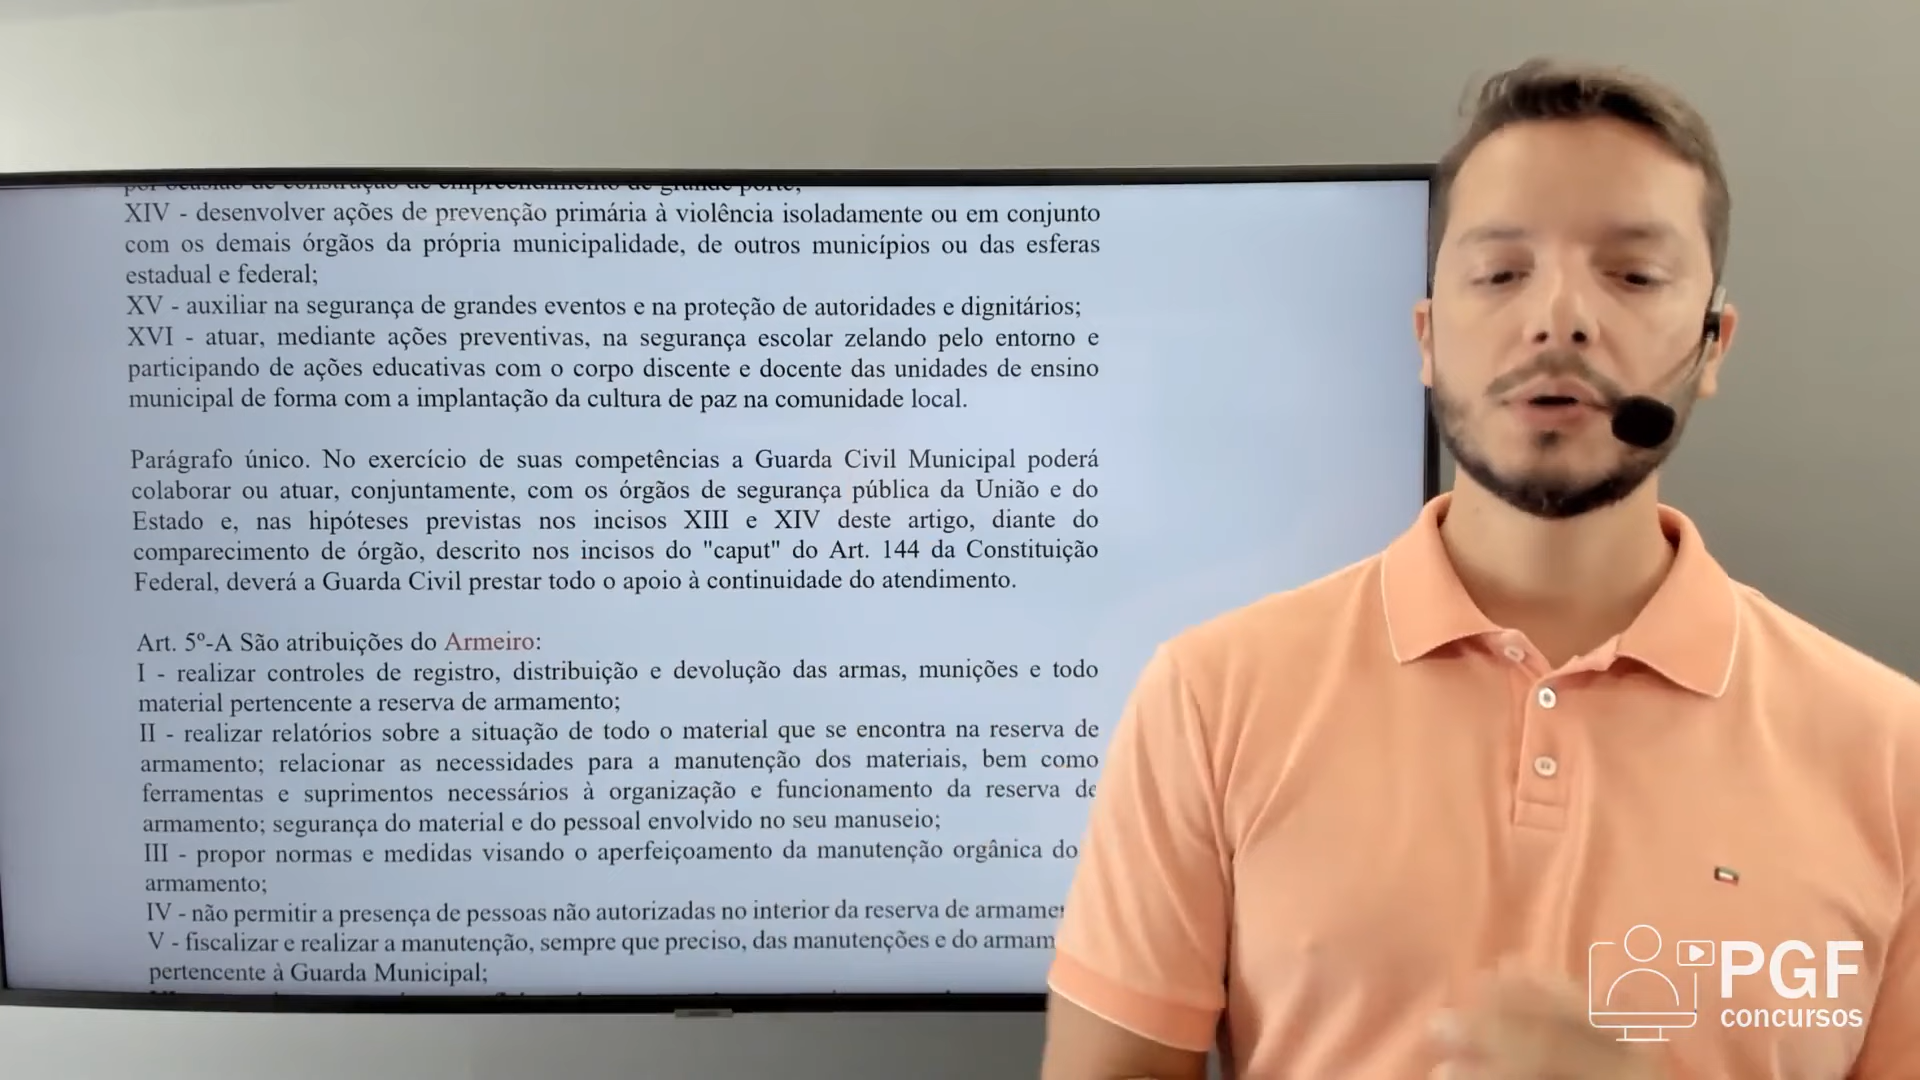 por ocasião de construção de empreendimento de grande porte;
XIV - desenvolver ações de prevenção primária à violência isoladamente ou em conjunto
com os demais órgãos da própria municipalidade, de outros municípios ou das esferas
estadual e federal;
XV - auxiliar na segurança de grandes eventos e na proteção de autoridades e dignitários;
XVI - atuar, mediante ações preventivas, na segurança escolar zelando pelo entorno e
participando de ações educativas com o corpo discente e docente das unidades de ensino
municipal de forma com a implantação da cultura de paz na comunidade local.
Parágrafo único. No exercício de suas competências a Guarda Civil Municipal poderá
colaborar ou atuar, conjuntamente, com os órgãos de segurança pública da União e do
Estado e, nas hipóteses previstas nos incisos XIII e XIV deste artigo, diante do
comparecimento de órgão, descrito nos incisos do "caput" do Art. 144 da Constituição
Federal, deverá a Guarda Civil prestar todo o apoio à continuidade do atendimento.
Art. 5º-A São atribuições do Armeiro:
I - realizar controles de registro, distribuição e devolução das armas, munições e todo
material pertencente a reserva de armamento;
II - realizar relatórios sobre a situação de todo o material que se encontra na reserva de
armamento; relacionar as necessidades para a manutenção dos materiais, bem como
ferramentas e suprimentos necessários à organização e funcionamento da reserva de
armamento; segurança do material e do pessoal envolvido no seu manuseio;
III - propor normas e medidas visando o aperfeiçoamento da manutenção orgânica do
armamento;
IV - não permitir a presença de pessoas não autorizadas no interior da reserva de
V - fiscalizar e realizar a manutenção, sempre que preciso, das manutenções e do
pertencente à Guarda Municipal;
PGF
concursos